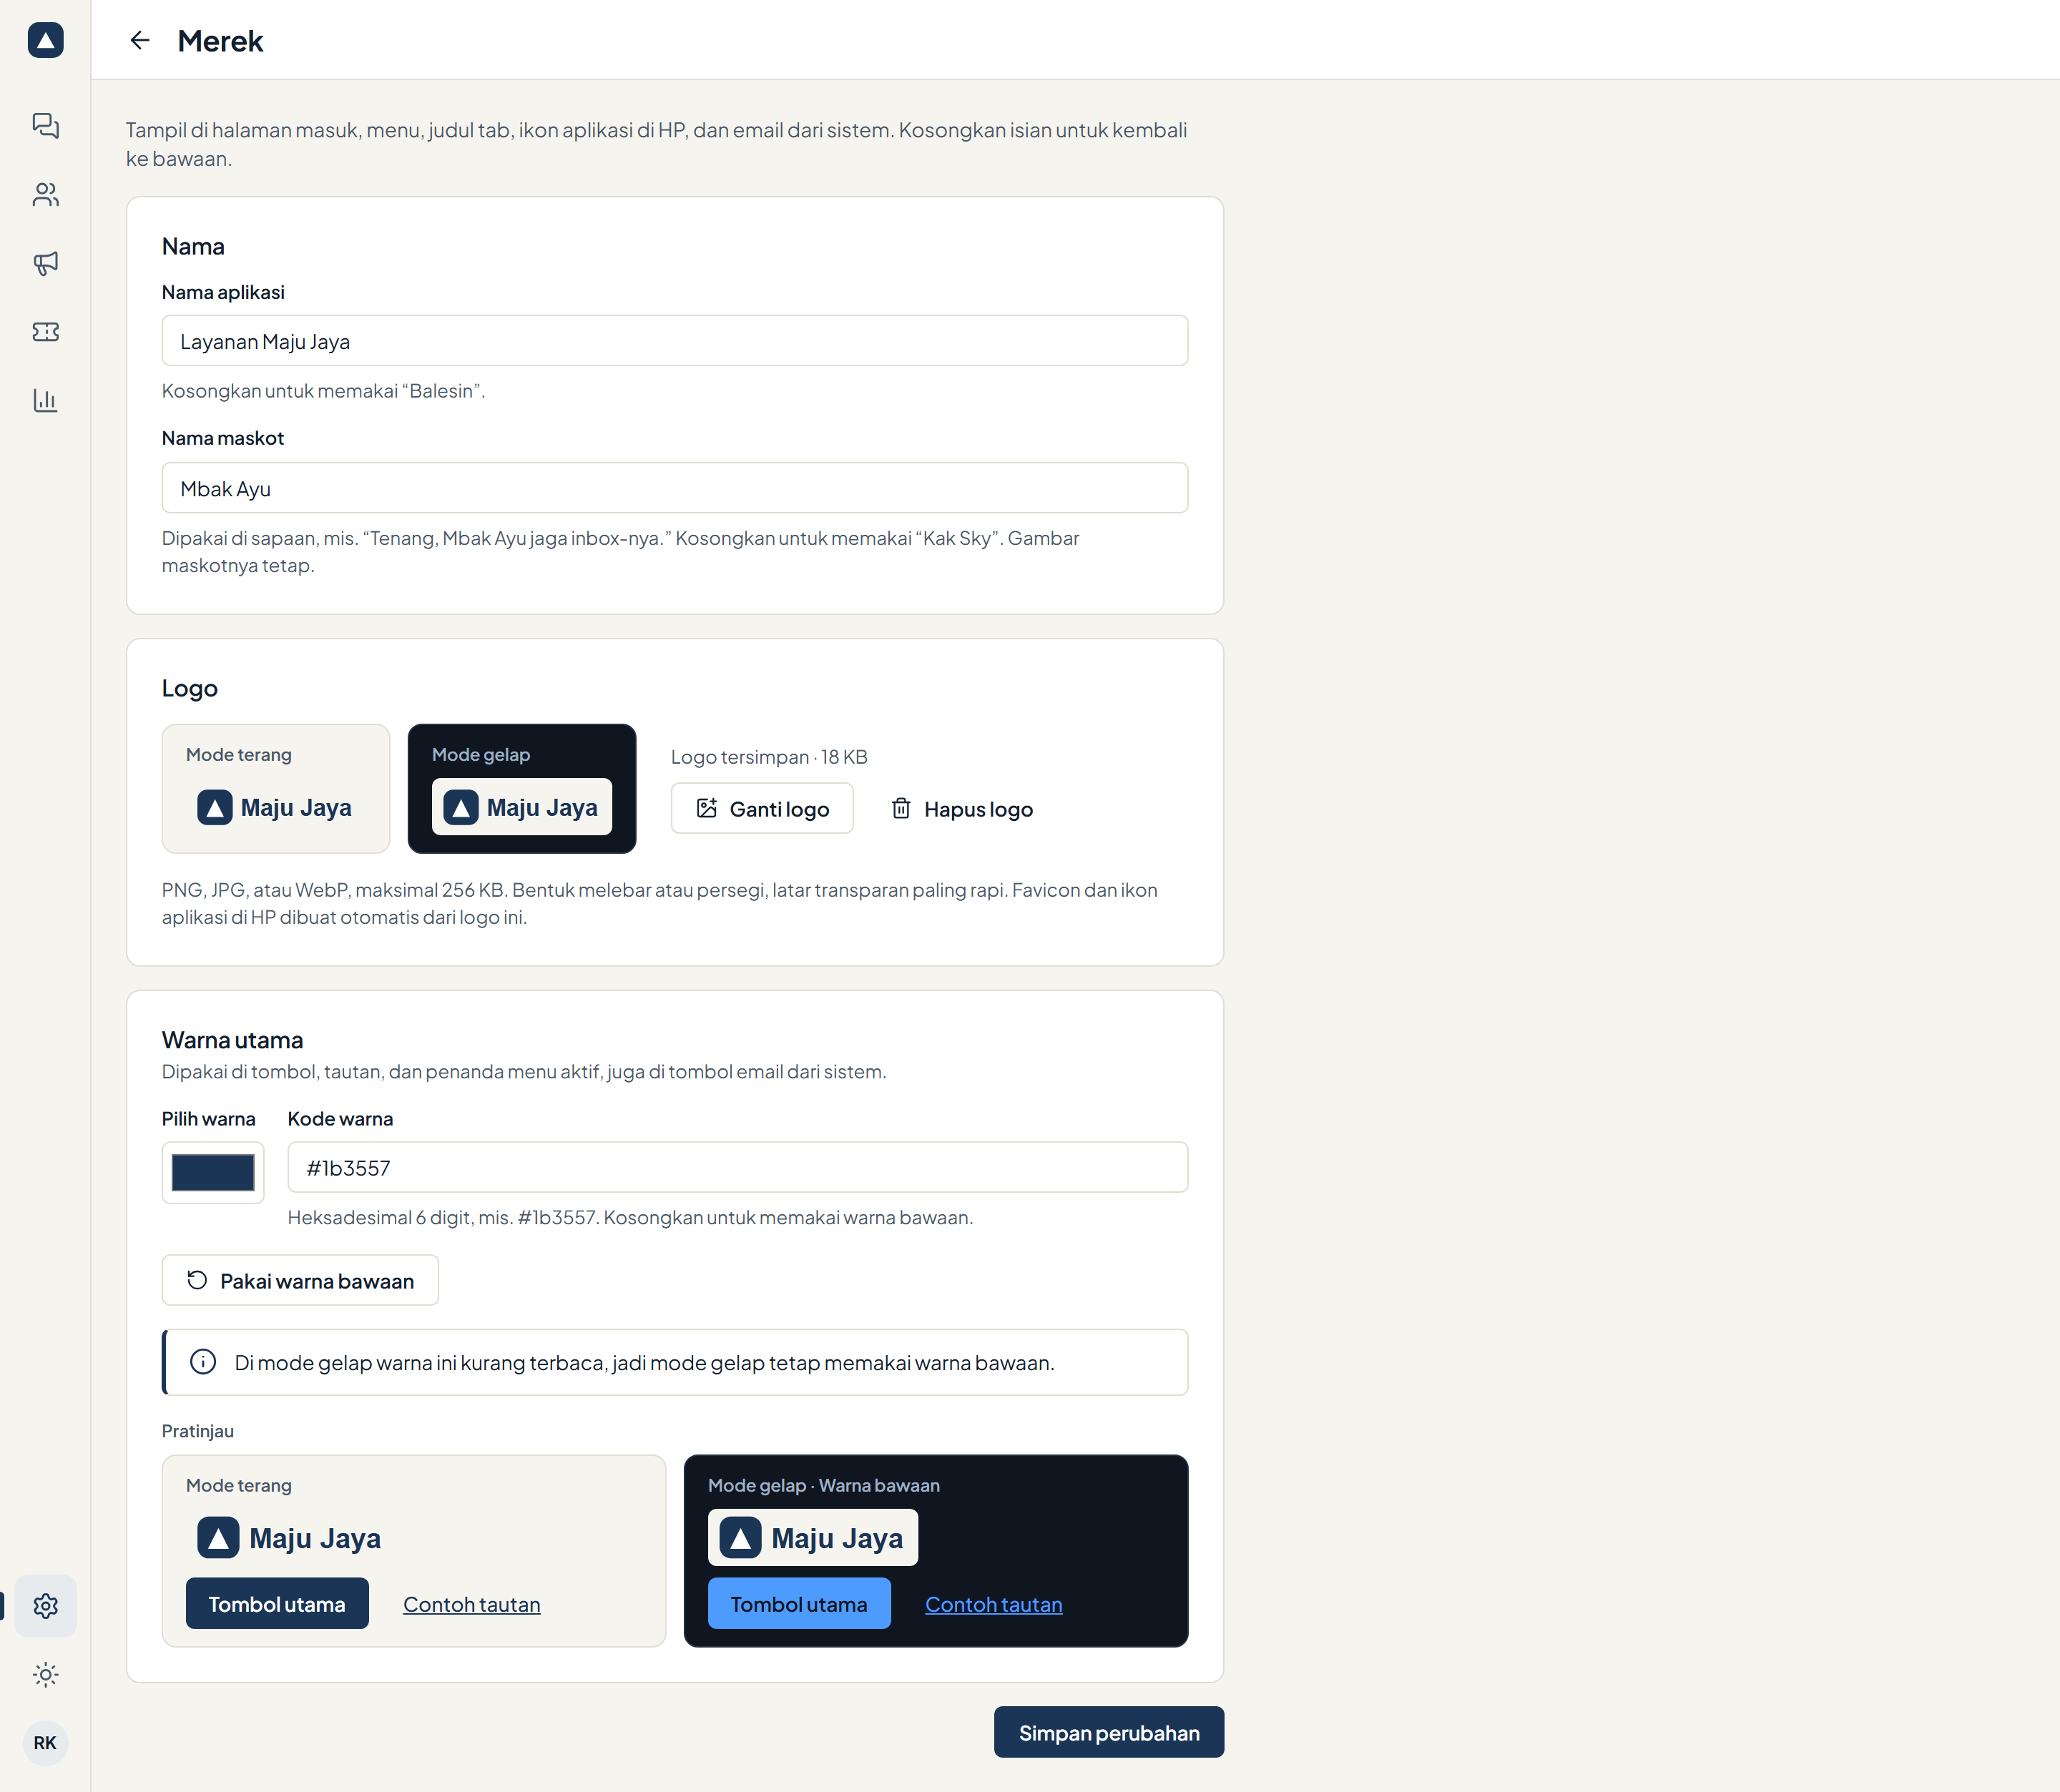 Merek
Tampil di halaman masuk, menu, judul tab, ikon aplikasi di HP, dan email dari sistem. Kosongkan isian untuk kembali
ke bawaan.
Nama
Nama aplikasi
Layanan Maju Jaya
Kosongkan untuk memakai “Balesin”.
Nama maskot
Mbak Ayu
Dipakai di sapaan, mis. “Tenang, Mbak Ayu jaga inbox-nya.” Kosongkan untuk memakai “Kak Sky”. Gambar
maskotnya tetap.
Logo
Mode terang
Maju Jaya
Mode gelap
Maju Jaya
Logo tersimpan · 18 KB
Ganti logo
Hapus logo
PNG, JPG, atau WebP, maksimal 256 KB. Bentuk melebar atau persegi, latar transparan paling rapi. Favicon dan ikon
aplikasi di HP dibuat otomatis dari logo ini.
Warna utama
Dipakai di tombol, tautan, dan penanda menu aktif, juga di tombol email dari sistem.
Pilih warna
Kode warna
#1b3557
Heksadesimal 6 digit, mis. #1b3557. Kosongkan untuk memakai warna bawaan.
Pakai warna bawaan
Di mode gelap warna ini kurang terbaca, jadi mode gelap tetap memakai warna bawaan.
Pratinjau
Mode terang
Maju Jaya
Tombol utama
Contoh tautan
Mode gelap · Warna bawaan
Maju Jaya
Tombol utama
Contoh tautan
RK
Simpan perubahan